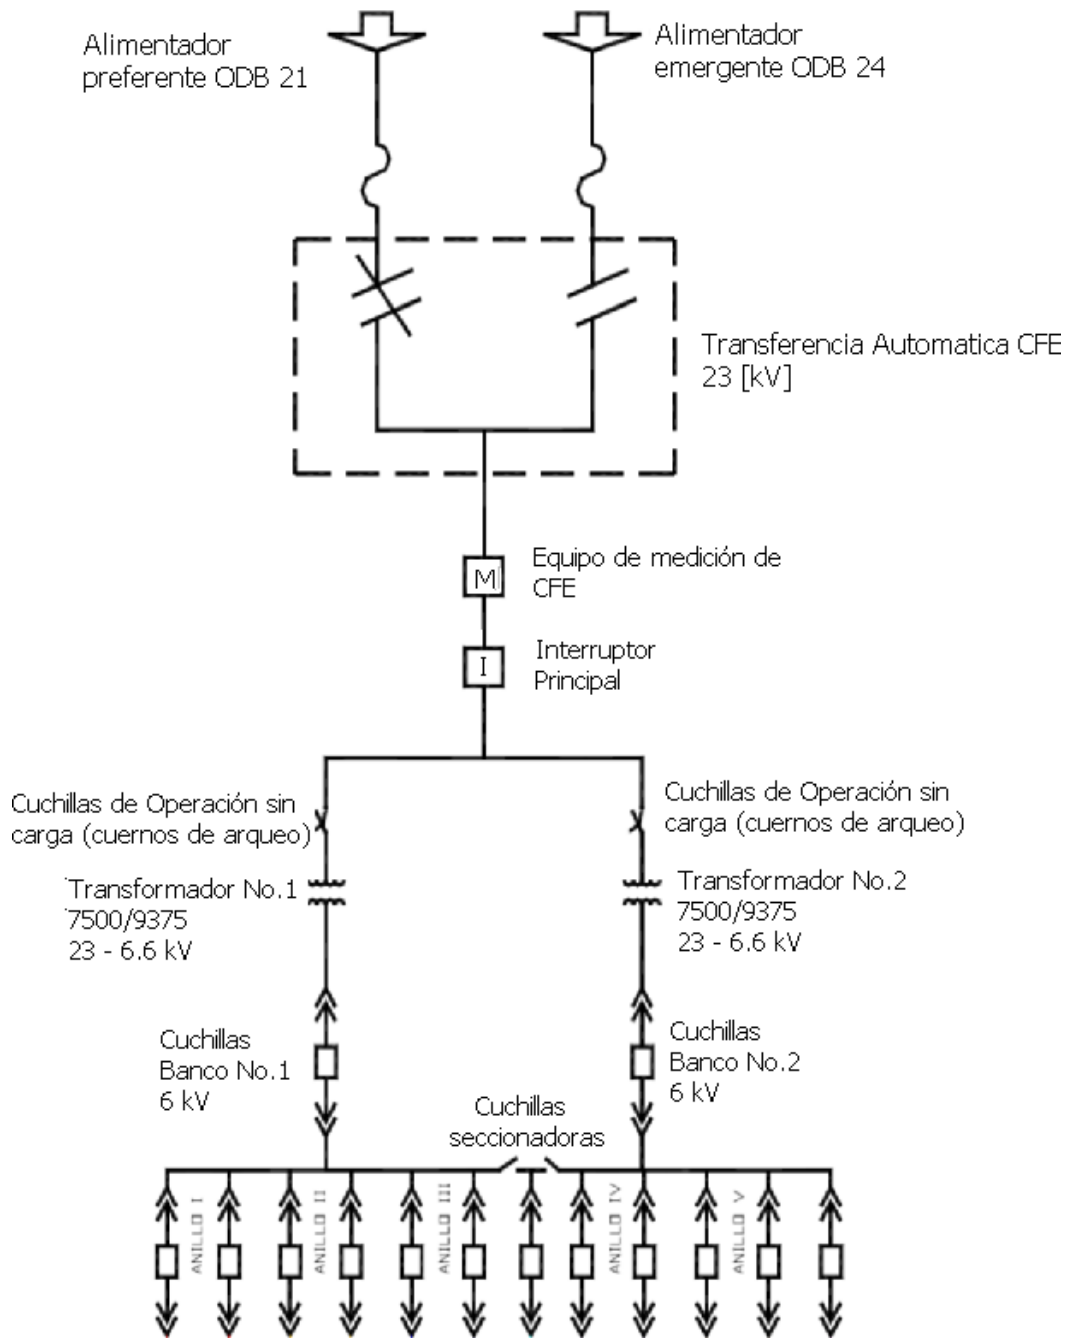 Alimentador
preferente ODB 21
Alimentador
emergente ODB 24
Transferencia Automatica CFE
23 [kV]
M
Equipo de medición de
CFE
I
Interruptor
Principal
Cuchillas de Operación sin
carga (cuernos de arqueo)
Cuchillas de Operación sin
carga (cuernos de arqueo)
Transformador No.1
7500/9375
23 - 6.6 kV
Transformador No.2
7500/9375
23 - 6.6 kV
Cuchillas
Banco No.1
6 kV
Cuchillas
Banco No.2
6 kV
Cuchillas
seccionadoras
ANILLO I
ANILLO II
ANILLO III
ANILLO IV
ANILLO V